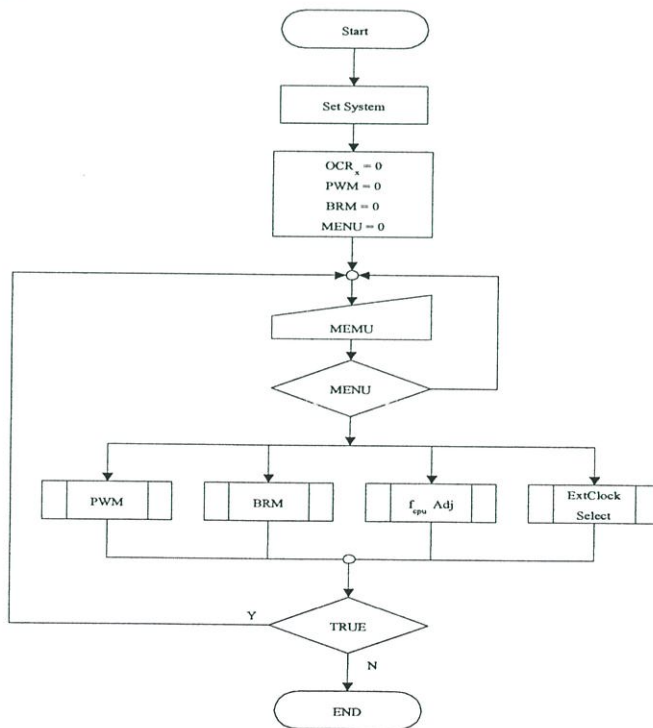 Start
Set System
OCRx = 0
PWM = 0
BRM = 0
MENU = 0
MEMU
MENU
PWM
BRM
fcpu Adj
ExtClock
Select
Y
TRUE
N
END